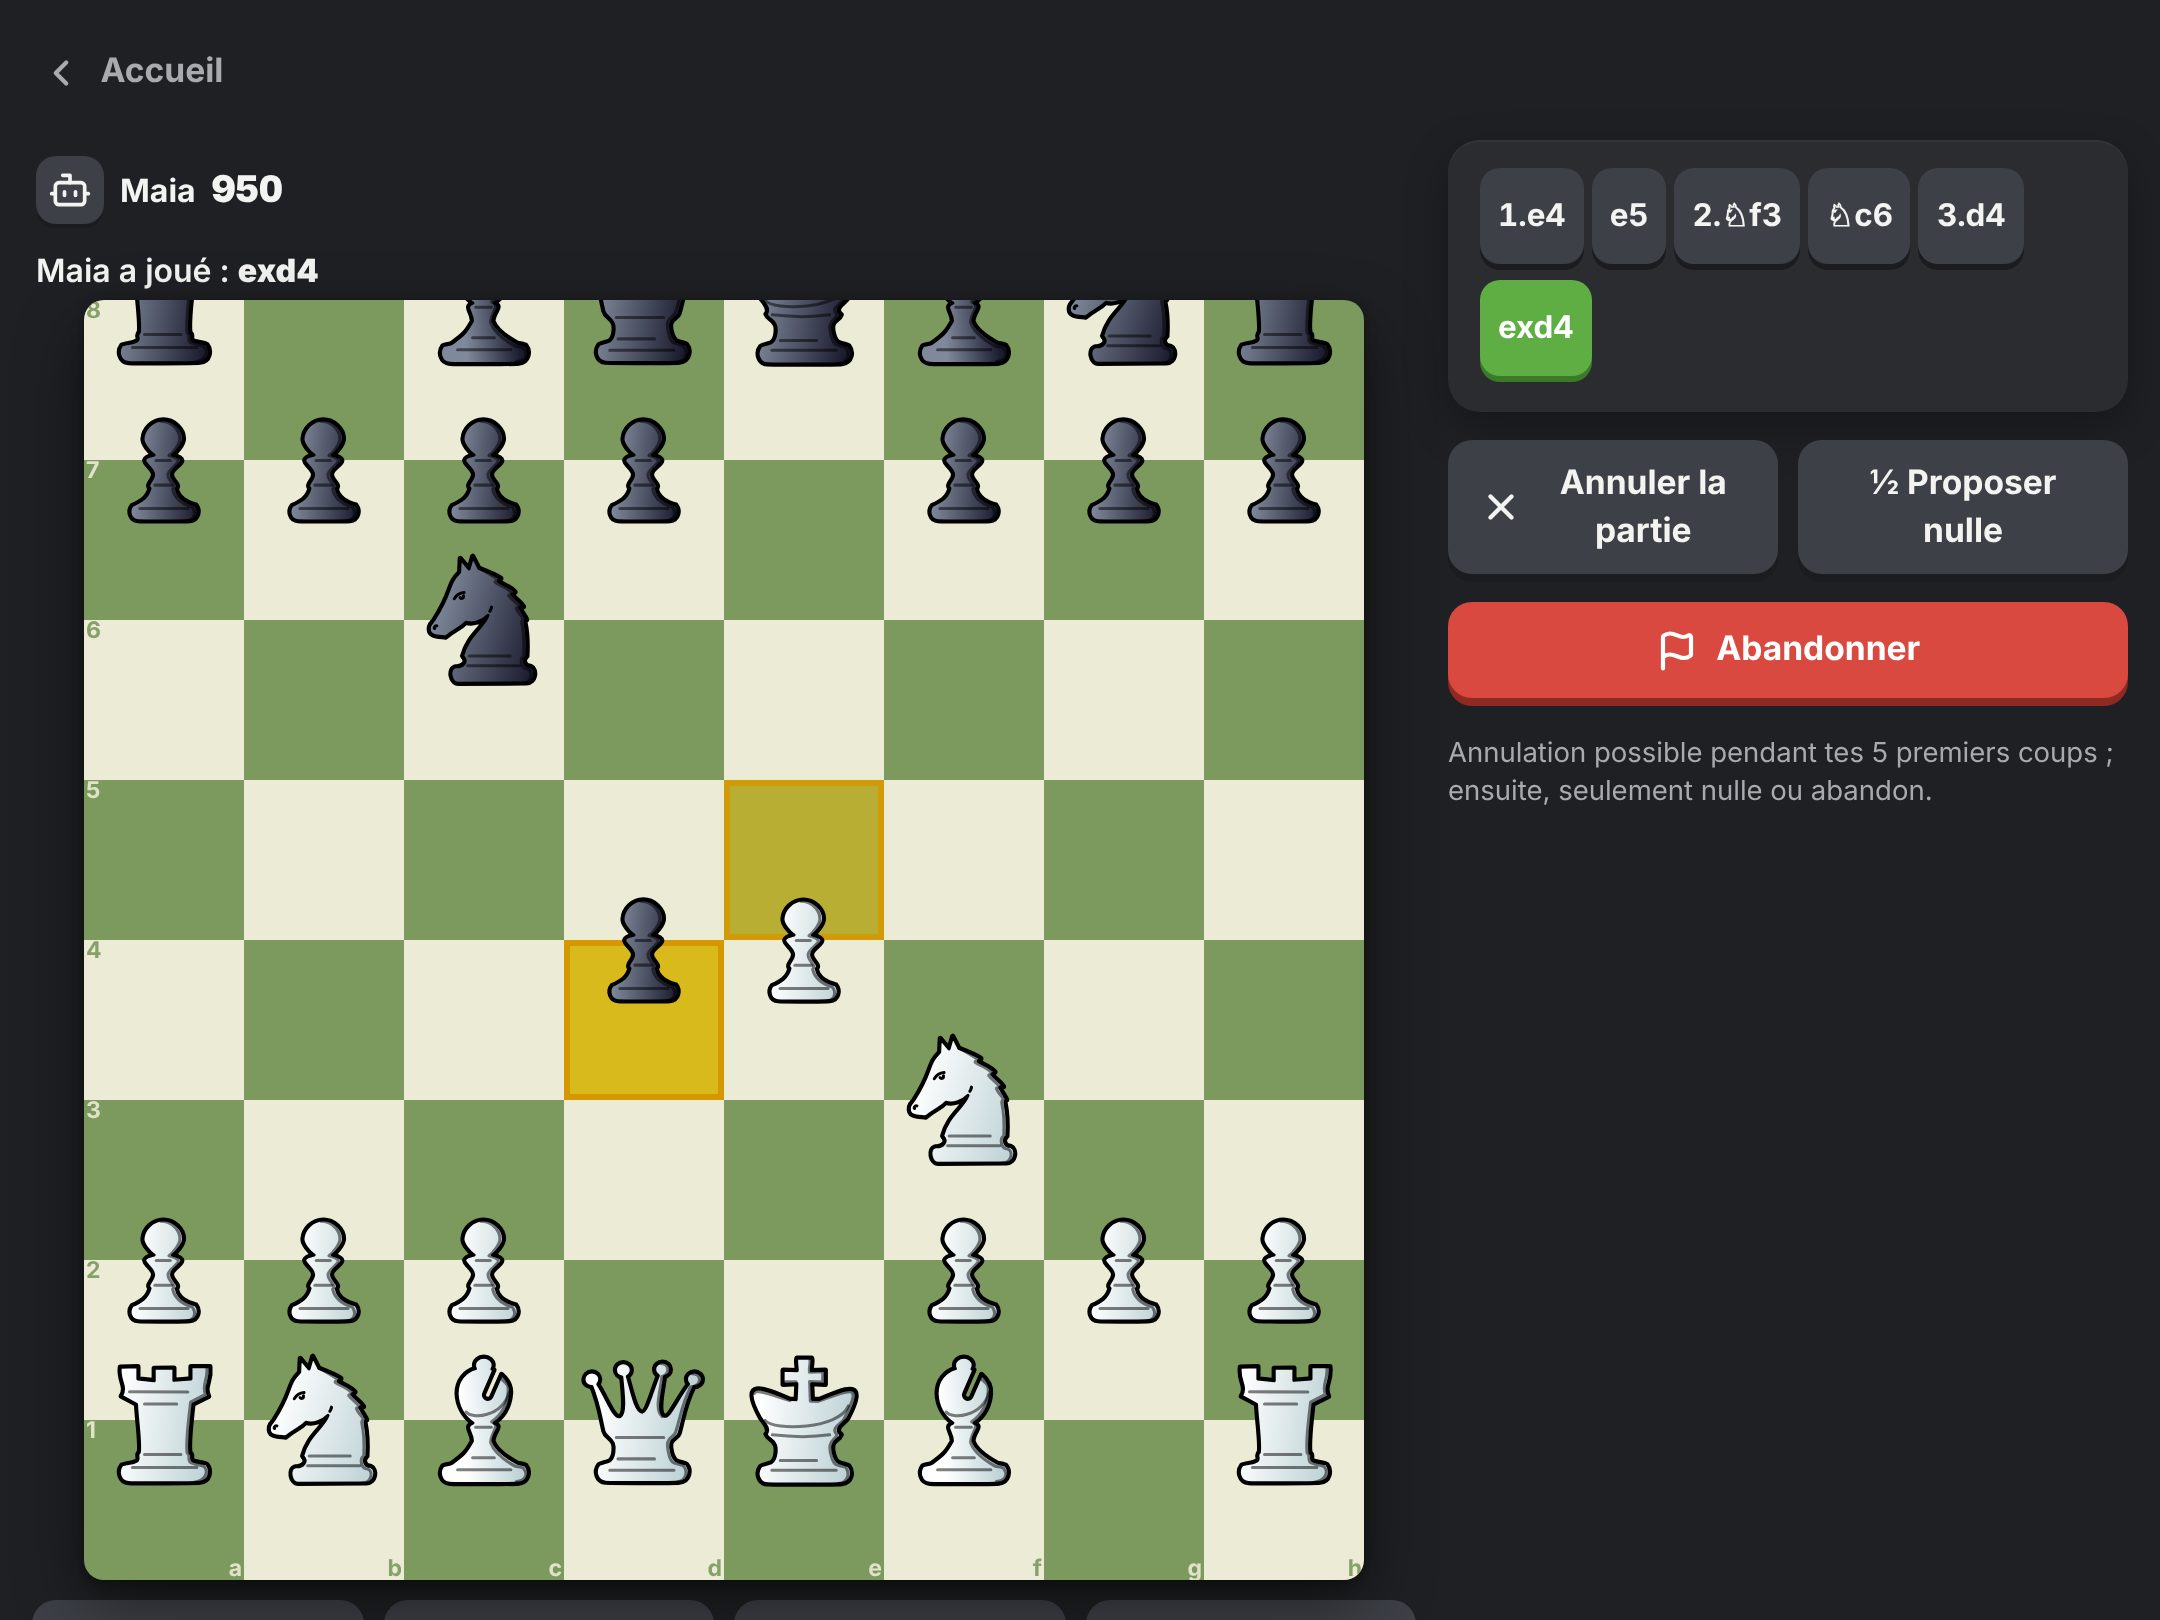 Accueil
Maia 950
Maia a joué : exd4
8
7
6
5
4
3
2
1
a b c d e f g h
1.e4 e5 2.♘f3 ♘c6 3.d4
exd4
Annuler la
partie
½ Proposer
nulle
Abandonner
Annulation possible pendant tes 5 premiers coups ;
ensuite, seulement nulle ou abandon.